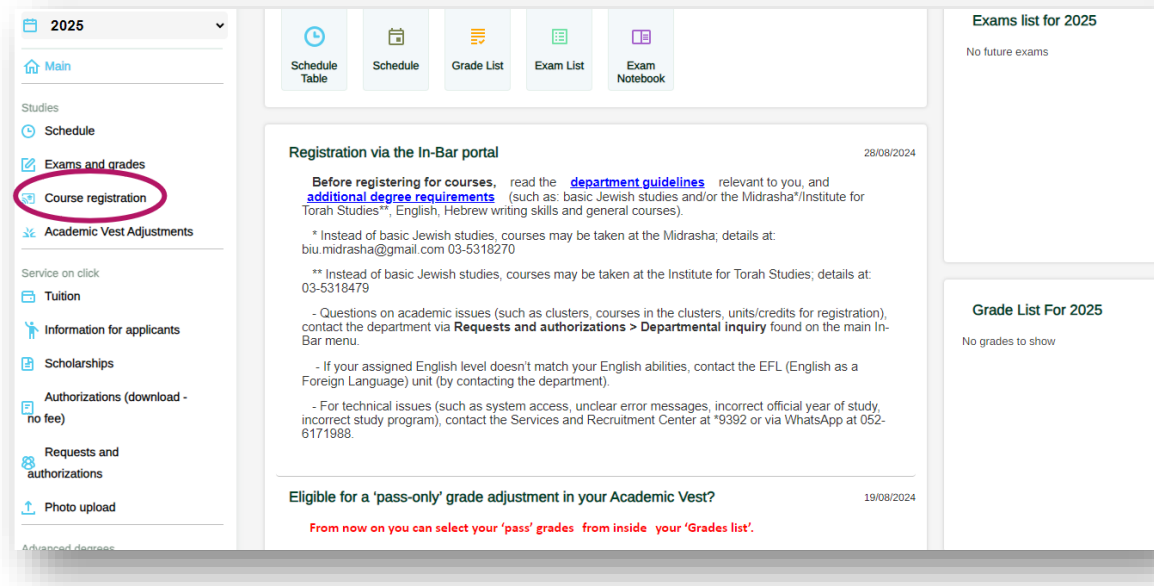 2025
Main
Studies
Schedule
Exams and grades
Course registration
Academic Vest Adjustments
Service on click
Tuition
Information for applicants
Scholarships
Authorizations (download -
no fee)
Requests and
authorizations
Photo upload
Advanced degrees
Schedule
Table
Schedule
Grade List
Exam List
Exam
Notebook
Registration via the In-Bar portal
28/08/2024
Before registering for courses, read the department guidelines relevant to you, and
additional degree requirements (such as: basic Jewish studies and/or the Midrasha*/Institute for
Torah Studies**, English, Hebrew writing skills and general courses).
* Instead of basic Jewish studies, courses may be taken at the Midrasha; details at:
biu.midrasha@gmail.com 03-5318270
** Instead of basic Jewish studies, courses may be taken at the Institute for Torah Studies; details at:
03-5318479
- Questions on academic issues (such as clusters, courses in the clusters, units/credits for registration),
contact the department via Requests and authorizations > Departmental inquiry found on the main In-
Bar menu.
- If your assigned English level doesn't match your English abilities, contact the EFL (English as a
Foreign Language) unit (by contacting the department).
- For technical issues (such as system access, unclear error messages, incorrect official year of study,
incorrect study program), contact the Services and Recruitment Center at *9392 or via WhatsApp at 052-
6171988.
Eligible for a 'pass-only' grade adjustment in your Academic Vest?
19/08/2024
From now on you can select your 'pass' grades from inside your 'Grades list'.
Exams list for 2025
No future exams
Grade List For 2025
No grades to show